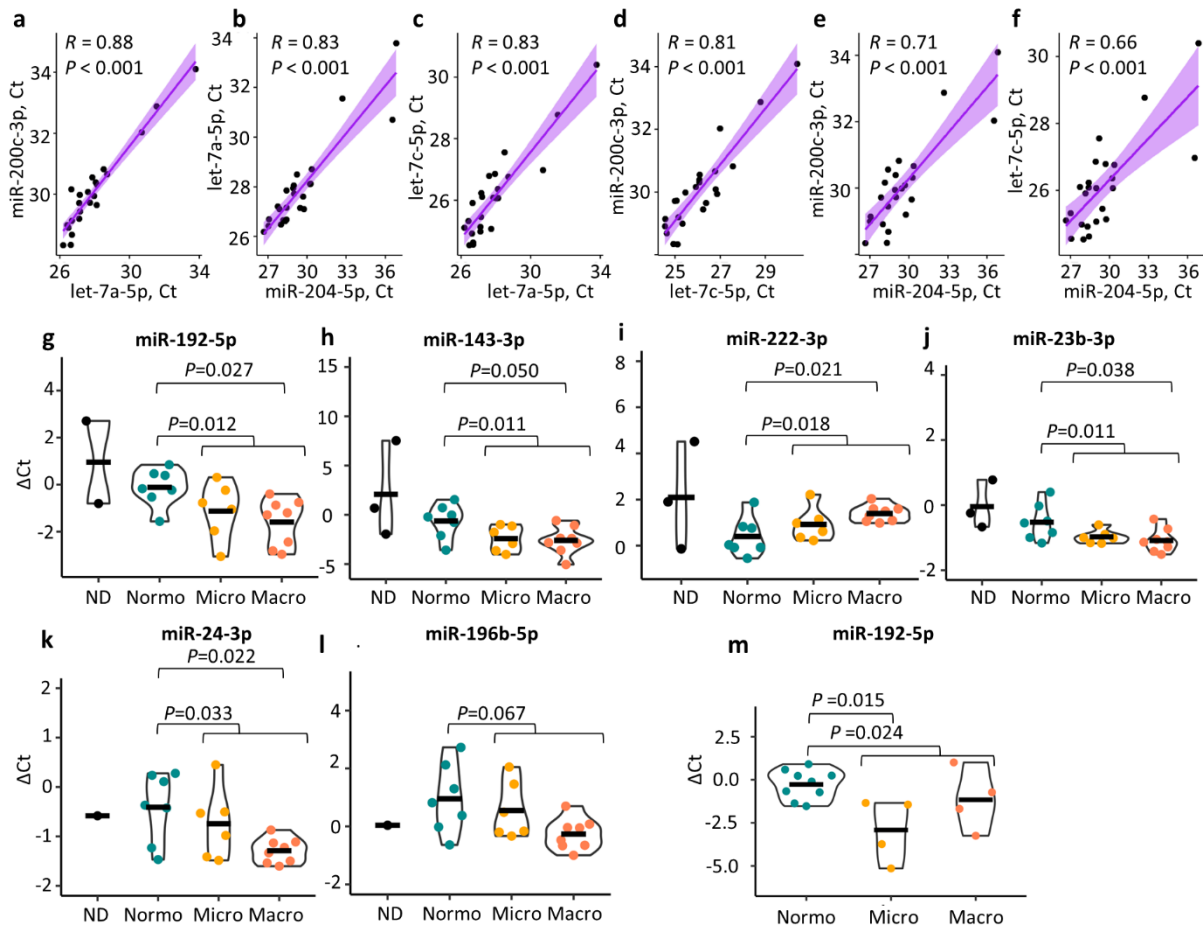 a
R = 0.88
P < 0.001
miR-200c-3p, Ct
34
32
30
26
30
34
let-7a-5p, Ct
b
R = 0.83
P < 0.001
let-7a-5p, Ct
34
32
30
28
26
27
30
33
36
miR-204-5p, Ct
c
R = 0.83
P < 0.001
let-7c-5p, Ct
30
28
26
26
30
34
let-7a-5p, Ct
d
R = 0.81
P < 0.001
miR-200c-3p, Ct
34
32
30
25
27
29
let-7c-5p, Ct
e
R = 0.71
P < 0.001
miR-200c-3p, Ct
34
32
30
27
30
33
36
miR-204-5p, Ct
f
R = 0.66
P < 0.001
let-7c-5p, Ct
30
28
26
27
30
33
36
miR-204-5p, Ct
g
miR-192-5p
P=0.027
P=0.012
ΔCt
4
2
0
-2
ND Normo Micro Macro
h
miR-143-3p
P=0.050
P=0.011
15
10
5
0
-5
ND Normo Micro Macro
i
miR-222-3p
P=0.021
P=0.018
8
6
4
2
0
ND Normo Micro Macro
j
miR-23b-3p
P=0.038
P=0.011
4
2
0
-2
ND Normo Micro Macro
k
miR-24-3p
P=0.022
P=0.033
ΔCt
2
1
0
-1
-2
ND Normo Micro Macro
l
miR-196b-5p
P=0.067
4
2
0
-2
ND Normo Micro Macro
m
miR-192-5p
P =0.015
P =0.024
ΔCt
2.5
0.0
-2.5
-5.0
Normo Micro Macro